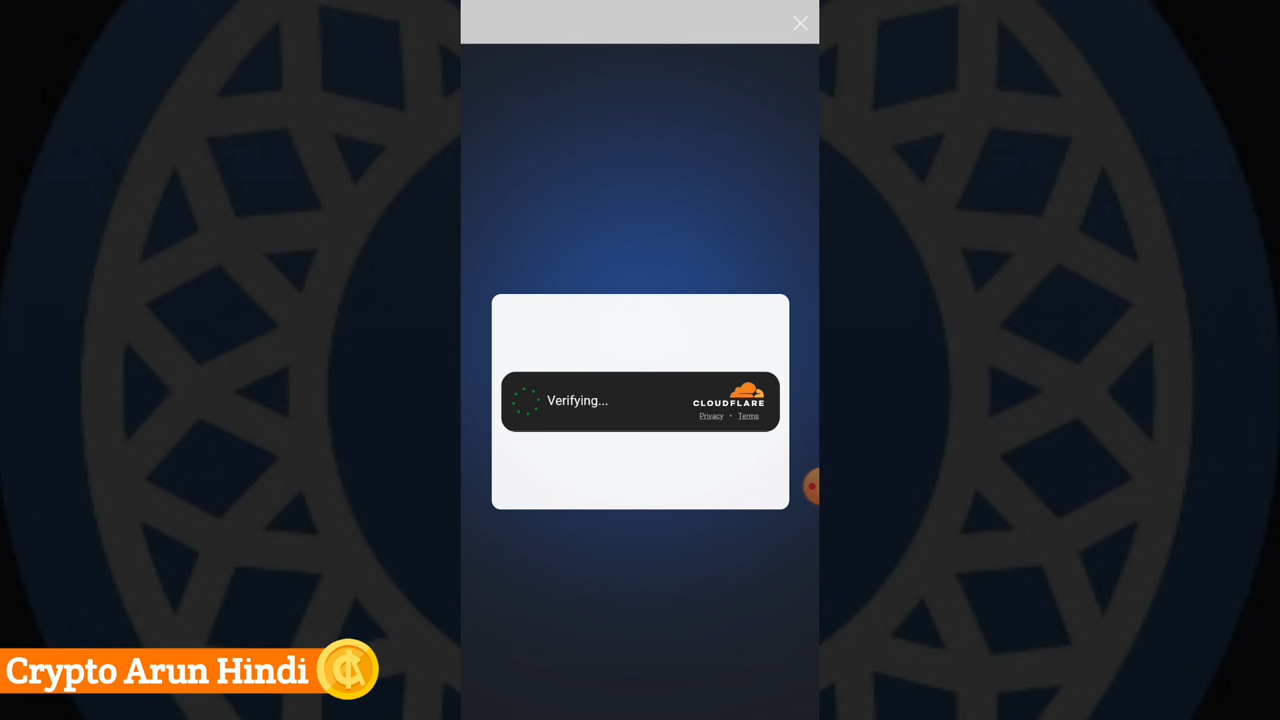 Verifying...
CLOUDFLARE
Privacy • Terms
Crypto Arun Hindi